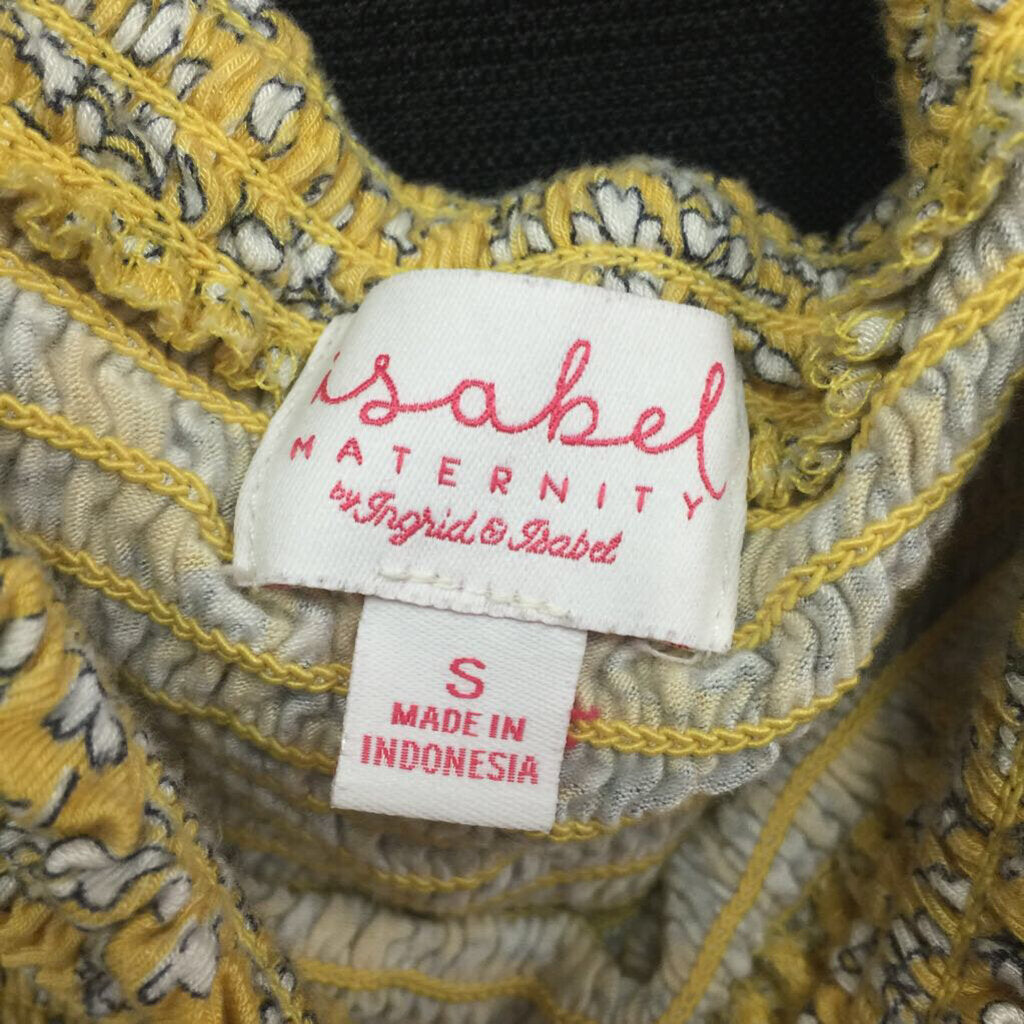 isabel
MATERNITY
by Ingrid & Isabel
S
MADE IN
INDONESIA